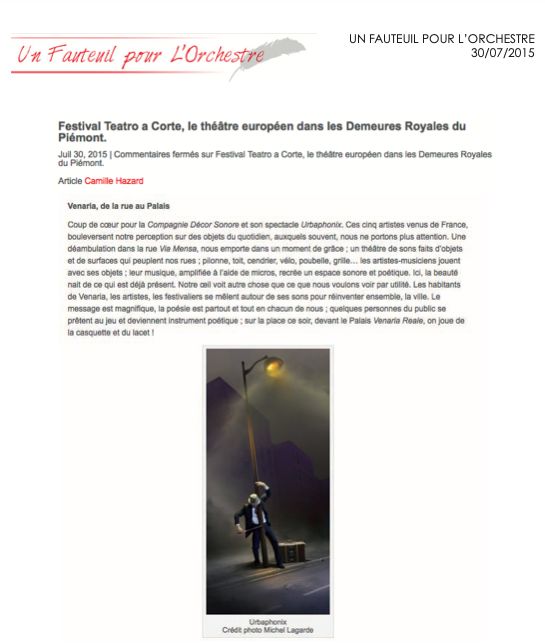 Un Fauteuil pour L'Orchestre
UN FAUTEUIL POUR L'ORCHESTRE
30/07/2015
Festival Teatro a Corte, le théâtre européen dans les Demeures Royales du
Piémont.
Juil 30, 2015 | Commentaires fermés sur Festival Teatro a Corte, le théâtre européen dans les Demeures Royales
du Piémont.
Article Camille Hazard
Venaria, de la rue au Palais
Coup de cœur pour la Compagnie Décor Sonore et son spectacle Urbaphonix. Ces cinq artistes venus de France,
bouleversent notre perception sur des objets du quotidien, auxquels souvent, nous ne portons plus attention. Une
déambulation dans la rue Via Mensa, nous emporte dans un moment de grâce ; un théâtre de sons faits d'objets
et de surfaces qui peuplent nos rues ; pilonne, toit, cendrier, vélo, poubelle, grille… les artistes-musiciens jouent
avec ses objets ; leur musique, amplifiée à l'aide de micros, recrée un espace sonore et poétique. Ici, la beauté
nait de ce qui est déjà présent. Notre œil voit autre chose que ce que nous voulons voir par utilité. Les habitants
de Venaria, les artistes, les festivaliers se mêlent autour de ses sons pour réinventer ensemble, la ville. Le
message est magnifique, la poésie est partout et tout en chacun de nous ; quelques personnes du public se
prêtent au jeu et deviennent instrument poétique ; sur la place ce soir, devant le Palais Venaria Reale, on joue de
la casquette et du lacet !
Urbaphonix
Crédit photo Michel Lagarde